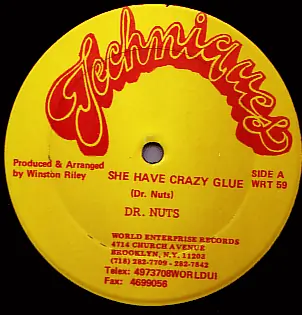 Techniques
Produced & Arranged
by Winston Riley
SHE HAVE CRAZY GLUE
(Dr. Nuts)
SIDE A
WRT 59
DR. NUTS
WORLD ENTERPRISE RECORDS
4714 CHURCH AVENUE
BROOKLYN, N.Y. 11203
(718) 282-7709 - 282-7642
Telex: 4973708WORLDUI
Fax: 4699056